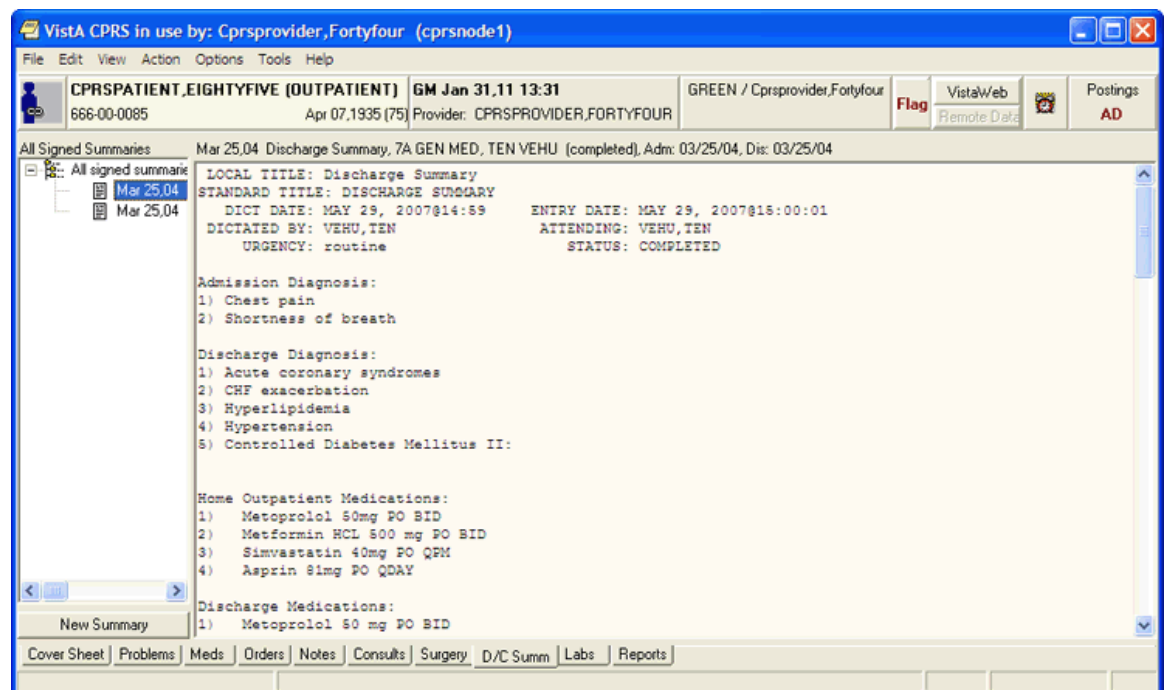 VistA CPRS in use by: Cprsprovider,Fortyfour (cprsnode1)
File Edit View Action Options Tools Help
CPRSPATIENT,EIGHTYFIVE (OUTPATIENT)
666-00-0085 Apr 07,1935 (75)
GM Jan 31,11 13:31
Provider: CPRSPROVIDER,FORTYFOUR
GREEN / Cprsprovider,Fortyfour
Flag
VistaWeb
Remote Data
Postings
AD
All Signed Summaries
Mar 25,04 Discharge Summary, 7A GEN MED, TEN VEHU (completed), Adm: 03/25/04, Dis: 03/25/04
All signed summarie
Mar 25,04
Mar 25,04
LOCAL TITLE: Discharge Summary
STANDARD TITLE: DISCHARGE SUMMARY
DICT DATE: MAY 29, 2007@14:59 ENTRY DATE: MAY 29, 2007@15:00:01
DICTATED BY: VEHU,TEN ATTENDING: VEHU,TEN
URGENCY: routine STATUS: COMPLETED
Admission Diagnosis:
1) Chest pain
2) Shortness of breath
Discharge Diagnosis:
1) Acute coronary syndromes
2) CHF exacerbation
3) Hyperlipidemia
4) Hypertension
5) Controlled Diabetes Mellitus II:
Home Outpatient Medications:
1) Metoprolol 50mg PO BID
2) Metformin HCL 500 mg PO BID
3) Simvastatin 40mg PO QPM
4) Asprin 81mg PO QDAY
Discharge Medications:
1) Metoprolol 50 mg PO BID
New Summary
Cover Sheet Problems Meds Orders Notes Consults Surgery D/C Summ Labs Reports